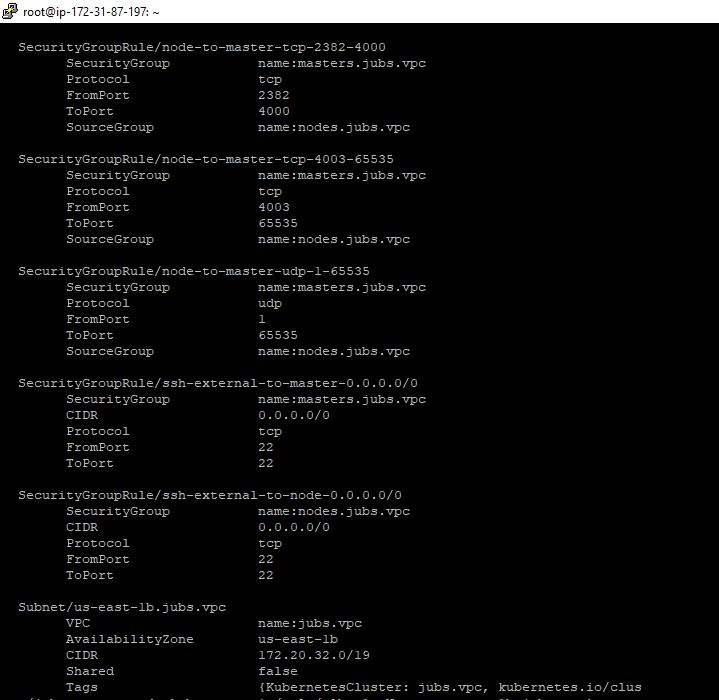 root@ip-172-31-87-197: ~
SecurityGroupRule/node-to-master-tcp-2382-4000
SecurityGroup name:masters.jubs.vpc
Protocol tcp
FromPort 2382
ToPort 4000
SourceGroup name:nodes.jubs.vpc
SecurityGroupRule/node-to-master-tcp-4003-65535
SecurityGroup name:masters.jubs.vpc
Protocol tcp
FromPort 4003
ToPort 65535
SourceGroup name:nodes.jubs.vpc
SecurityGroupRule/node-to-master-udp-1-65535
SecurityGroup name:masters.jubs.vpc
Protocol udp
FromPort 1
ToPort 65535
SourceGroup name:nodes.jubs.vpc
SecurityGroupRule/ssh-external-to-master-0.0.0.0/0
SecurityGroup name:masters.jubs.vpc
CIDR 0.0.0.0/0
Protocol tcp
FromPort 22
ToPort 22
SecurityGroupRule/ssh-external-to-node-0.0.0.0/0
SecurityGroup name:nodes.jubs.vpc
CIDR 0.0.0.0/0
Protocol tcp
FromPort 22
ToPort 22
Subnet/us-east-1b.jubs.vpc
VPC name:jubs.vpc
AvailabilityZone us-east-1b
CIDR 172.20.32.0/19
Shared false
Tags {KubernetesCluster: jubs.vpc, kubernetes.io/clus